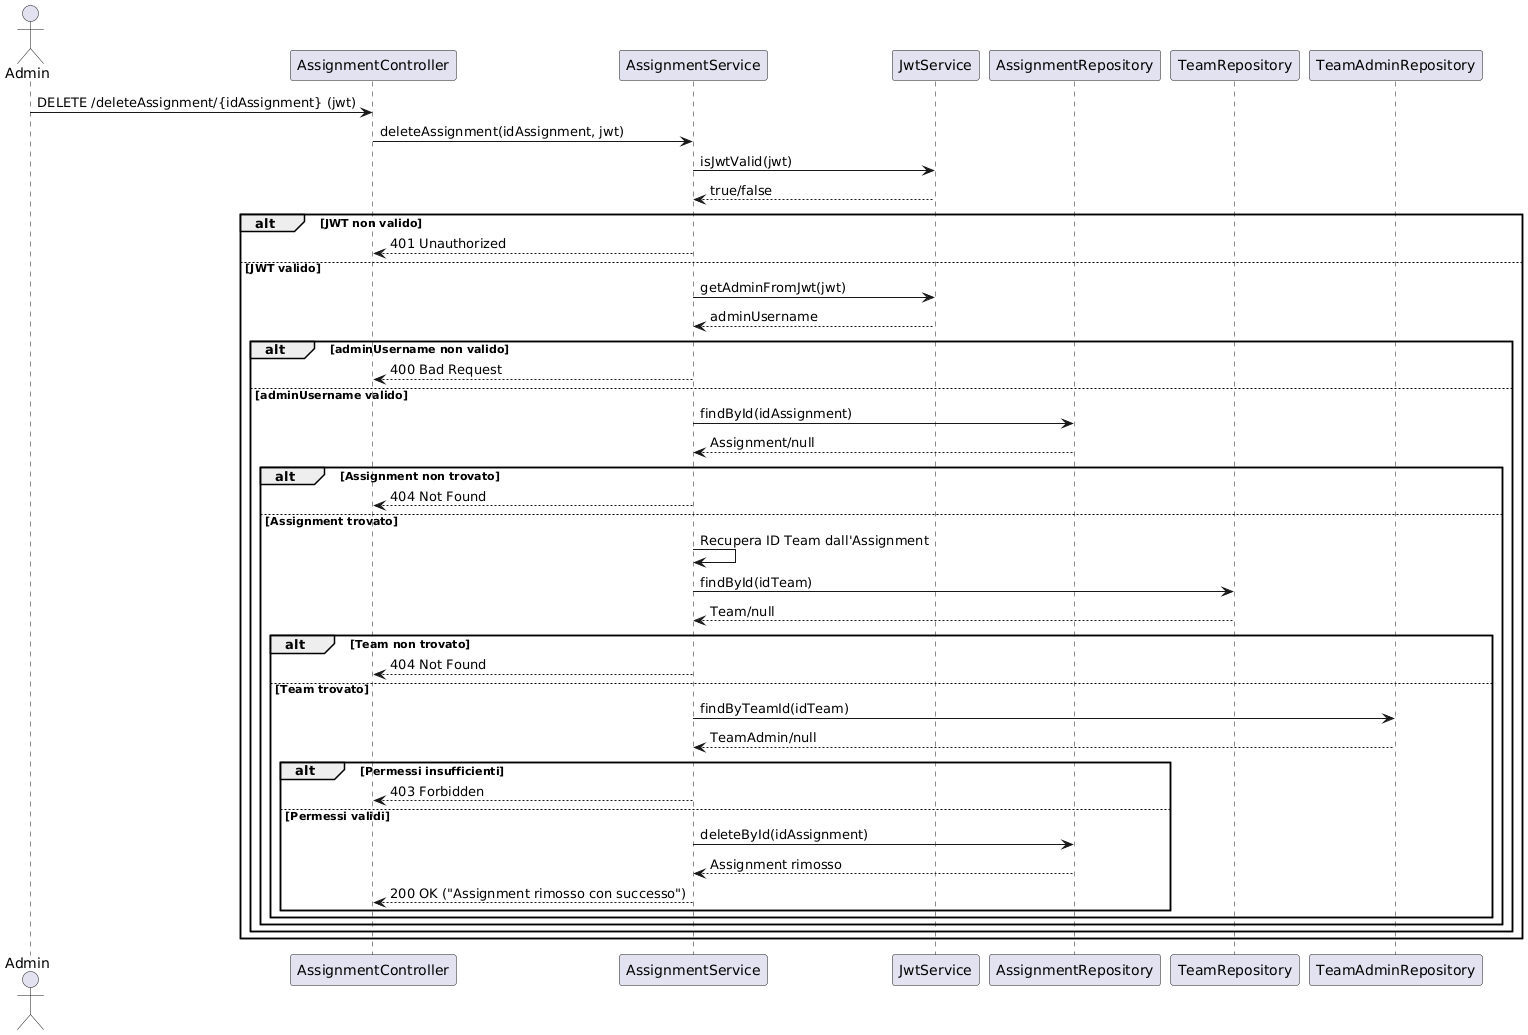 Admin
AssignmentController
AssignmentService
JwtService
AssignmentRepository
TeamRepository
TeamAdminRepository
DELETE /deleteAssignment/{idAssignment} (jwt)
deleteAssignment(idAssignment, jwt)
isJwtValid(jwt)
true/false
alt [JWT non valido]
401 Unauthorized
[JWT valido]
getAdminFromJwt(jwt)
adminUsername
alt [adminUsername non valido]
400 Bad Request
[adminUsername valido]
findById(idAssignment)
Assignment/null
alt [Assignment non trovato]
404 Not Found
[Assignment trovato]
Recupera ID Team dall'Assignment
findById(idTeam)
Team/null
alt [Team non trovato]
404 Not Found
[Team trovato]
findByTeamId(idTeam)
TeamAdmin/null
alt [Permessi insufficienti]
403 Forbidden
[Permessi validi]
deleteById(idAssignment)
Assignment rimosso
200 OK ("Assignment rimosso con successo")
Admin
AssignmentController
AssignmentService
JwtService
AssignmentRepository
TeamRepository
TeamAdminRepository